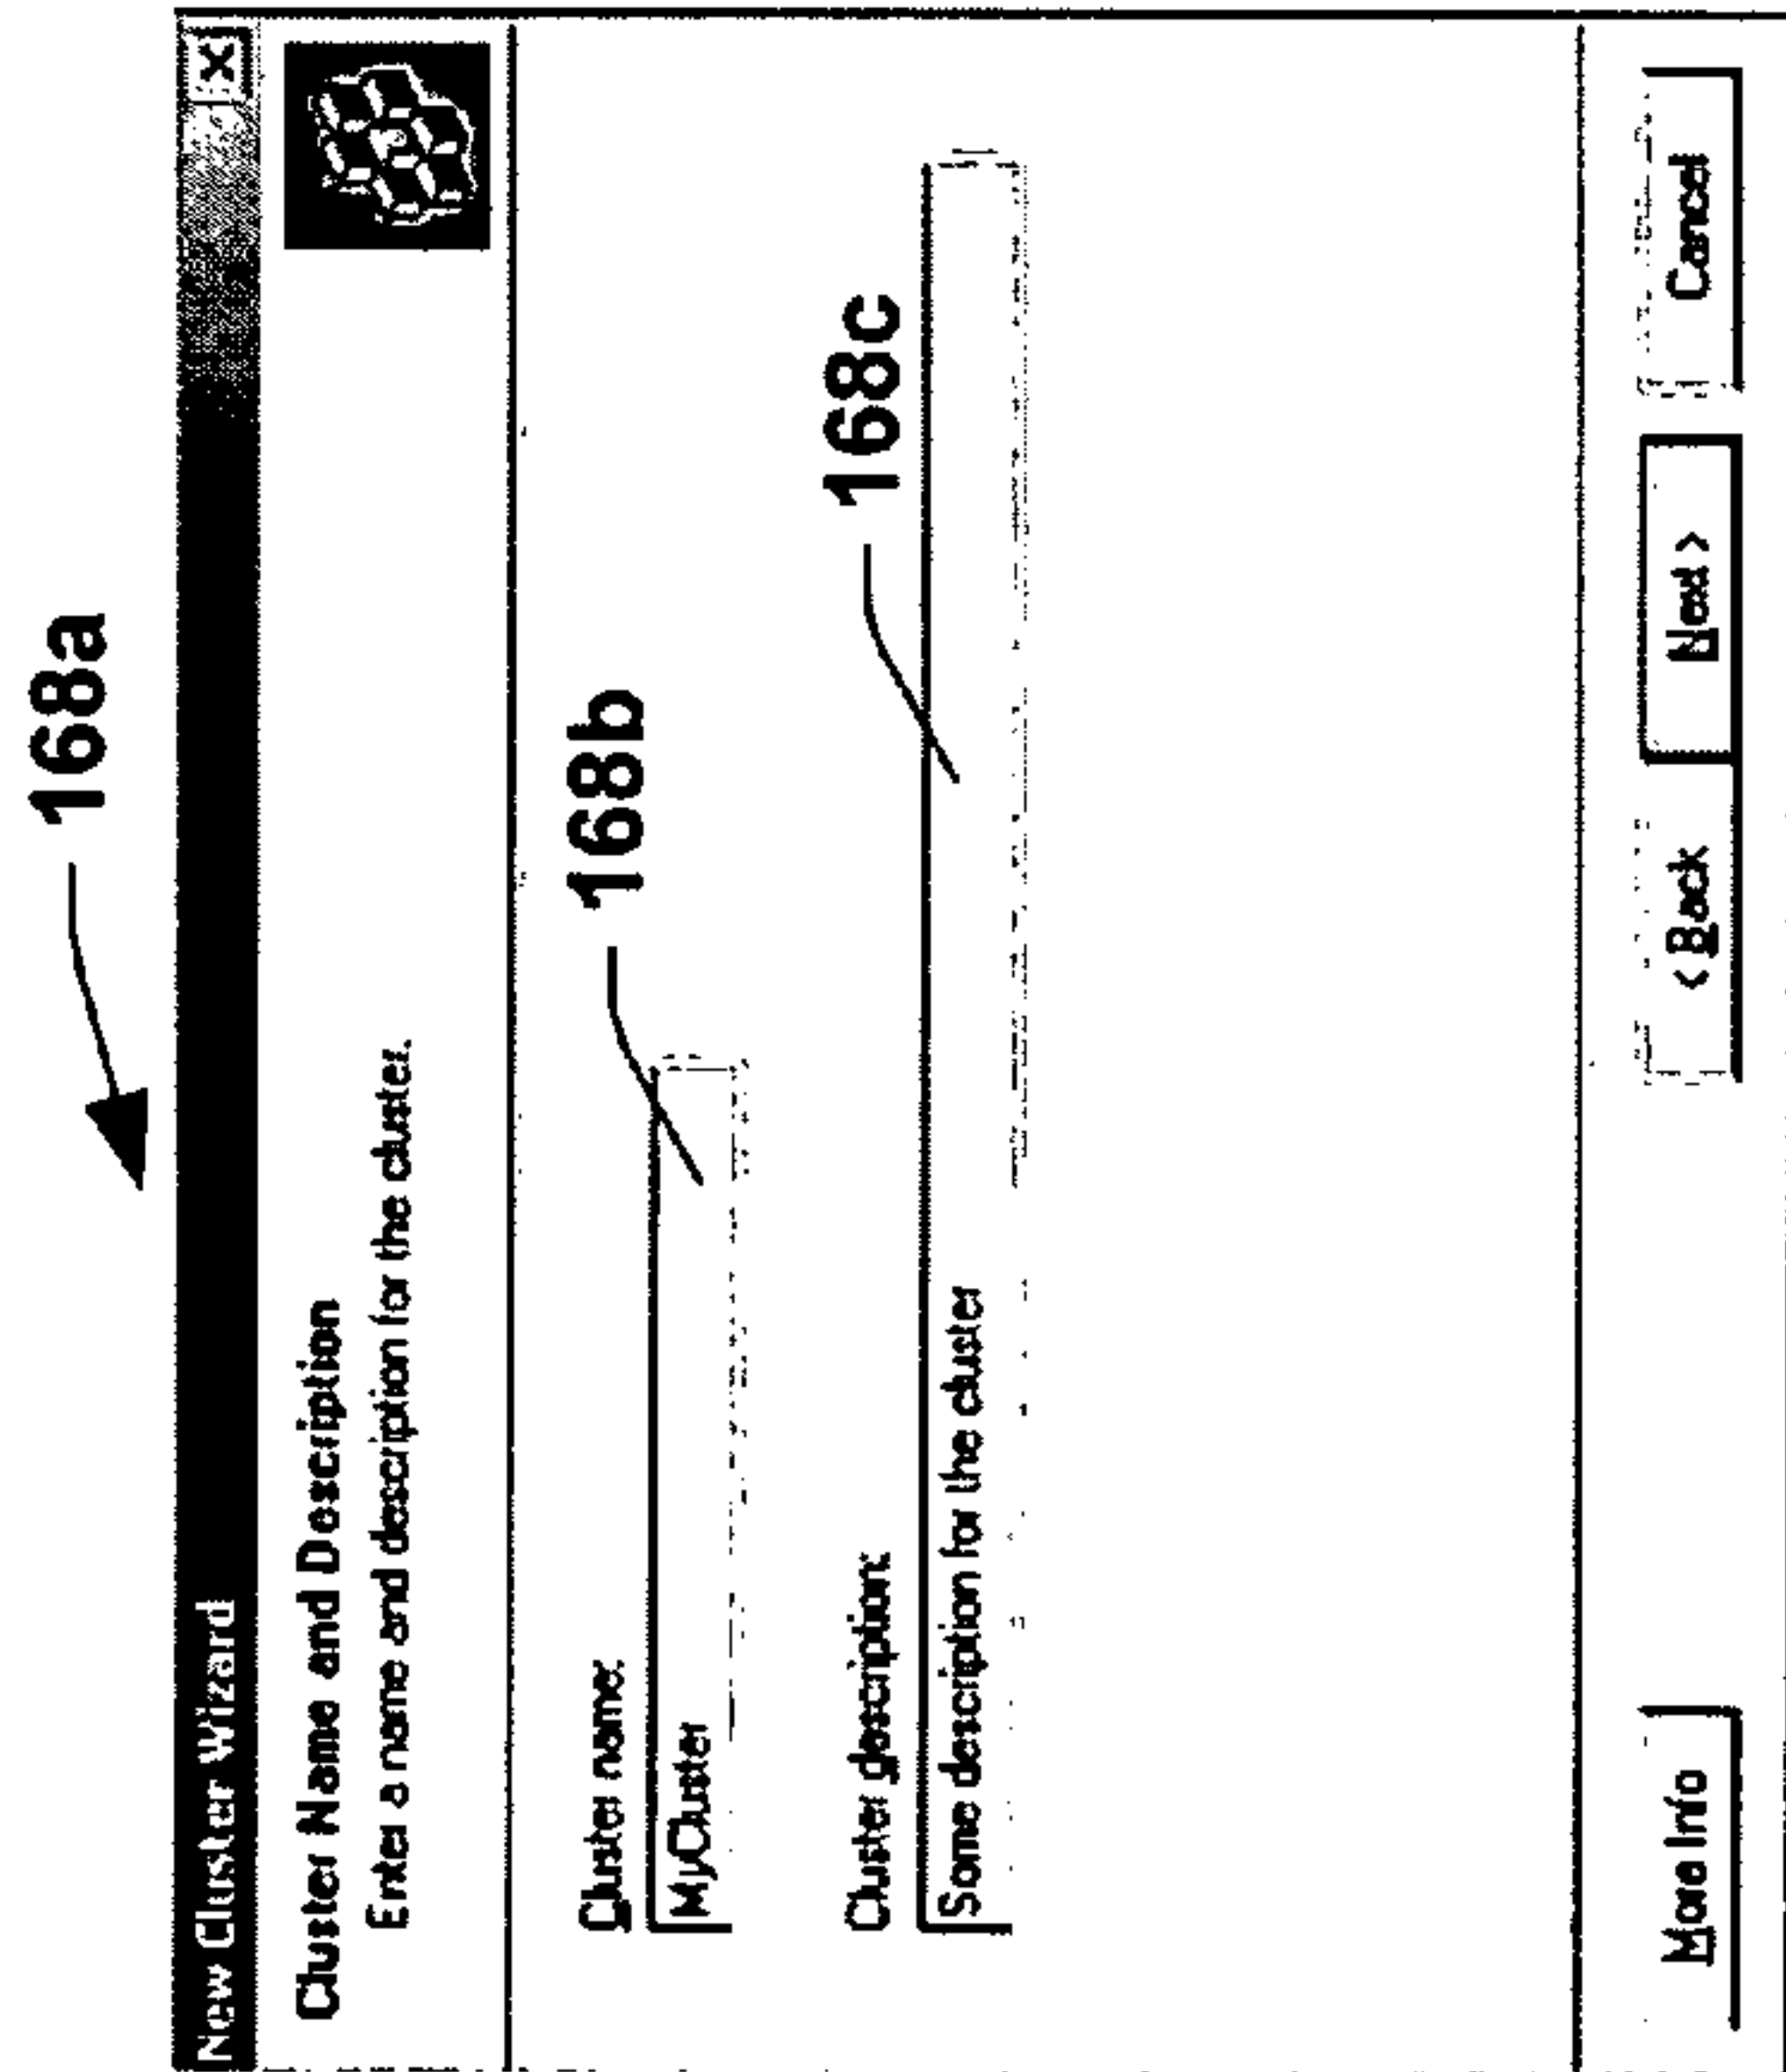 168a
New Cluster Wizard
Cluster Name and Description
Enter a name and description for the cluster.
168b
Cluster name:
MyCluster
168c
Cluster description:
Some description for the cluster
More Info
< Back
Next >
Cancel